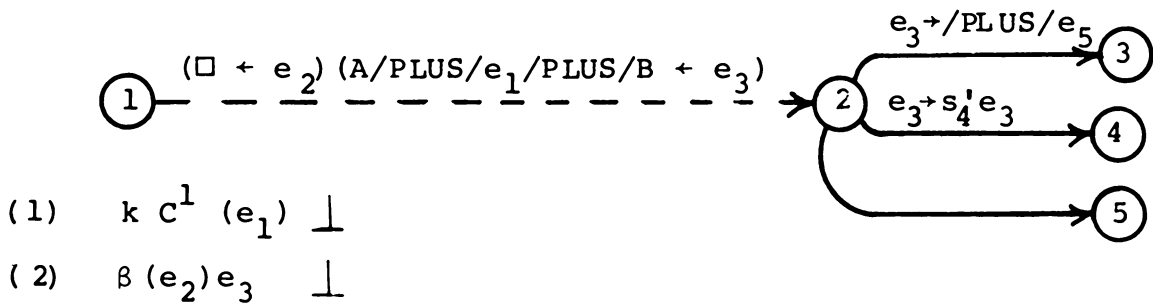 e₃→/PLUS/e₅
3
(□ ← e₂)(A/PLUS/e₁/PLUS/B ← e₃)
1
2
e₃→s₄'e₃
4
5
(1) k C¹ (e₁) ⊥
(2) β (e₂)e₃ ⊥